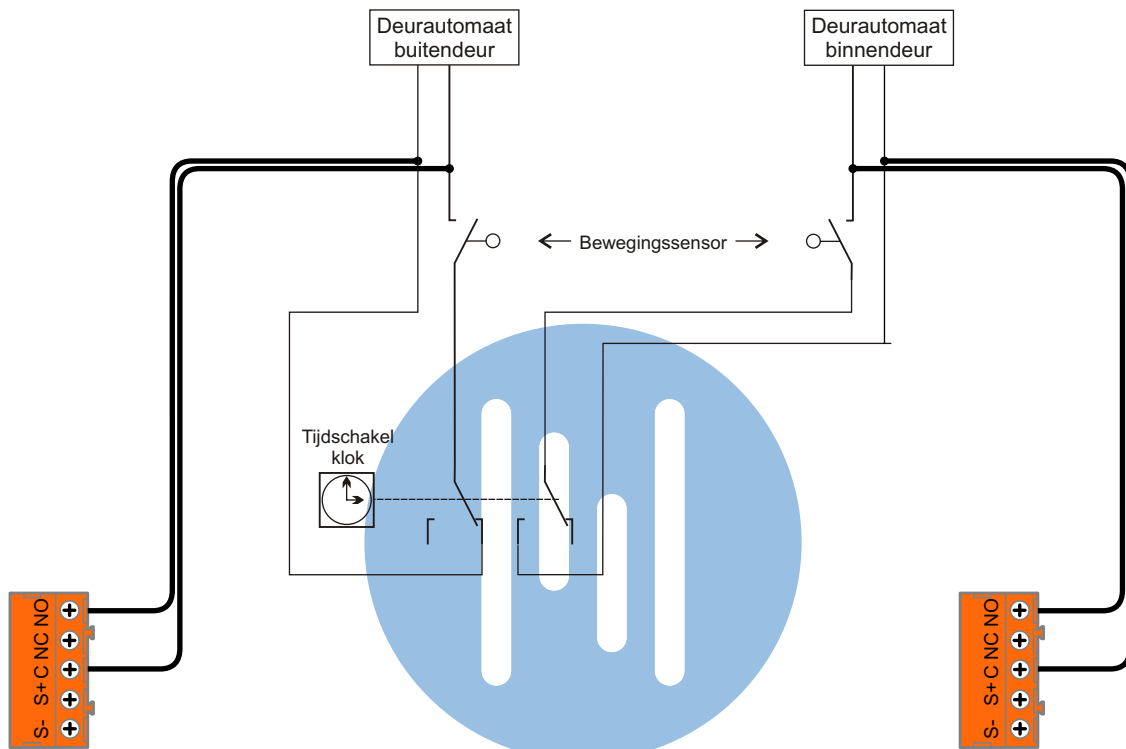 Deurautomaat
buitendeur
Deurautomaat
binnendeur
Bewegingssensor
Tijdschakel
klok
S- S+ C NC NO
S- S+ C NC NO